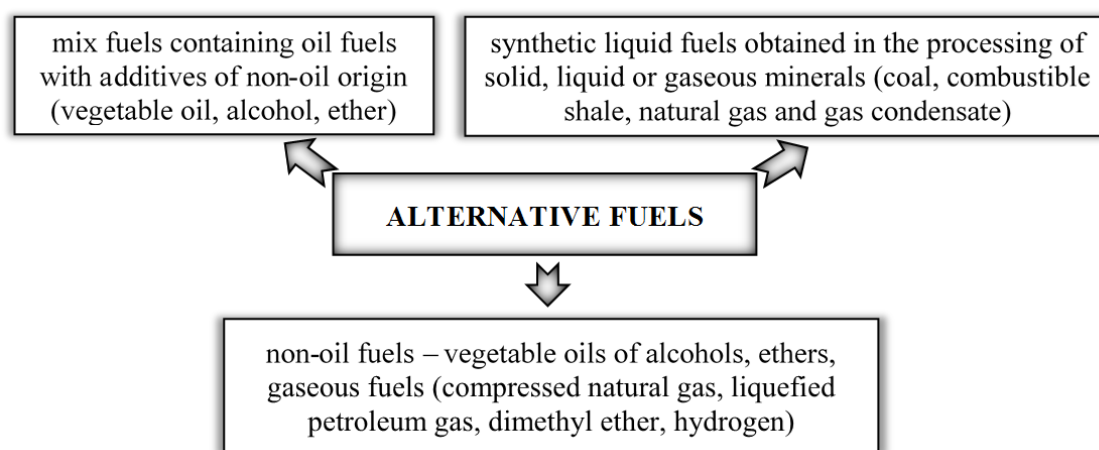 mix fuels containing oil fuels
with additives of non-oil origin
(vegetable oil, alcohol, ether)
synthetic liquid fuels obtained in the processing of
solid, liquid or gaseous minerals (coal, combustible
shale, natural gas and gas condensate)
ALTERNATIVE FUELS
non-oil fuels – vegetable oils of alcohols, ethers,
gaseous fuels (compressed natural gas, liquefied
petroleum gas, dimethyl ether, hydrogen)